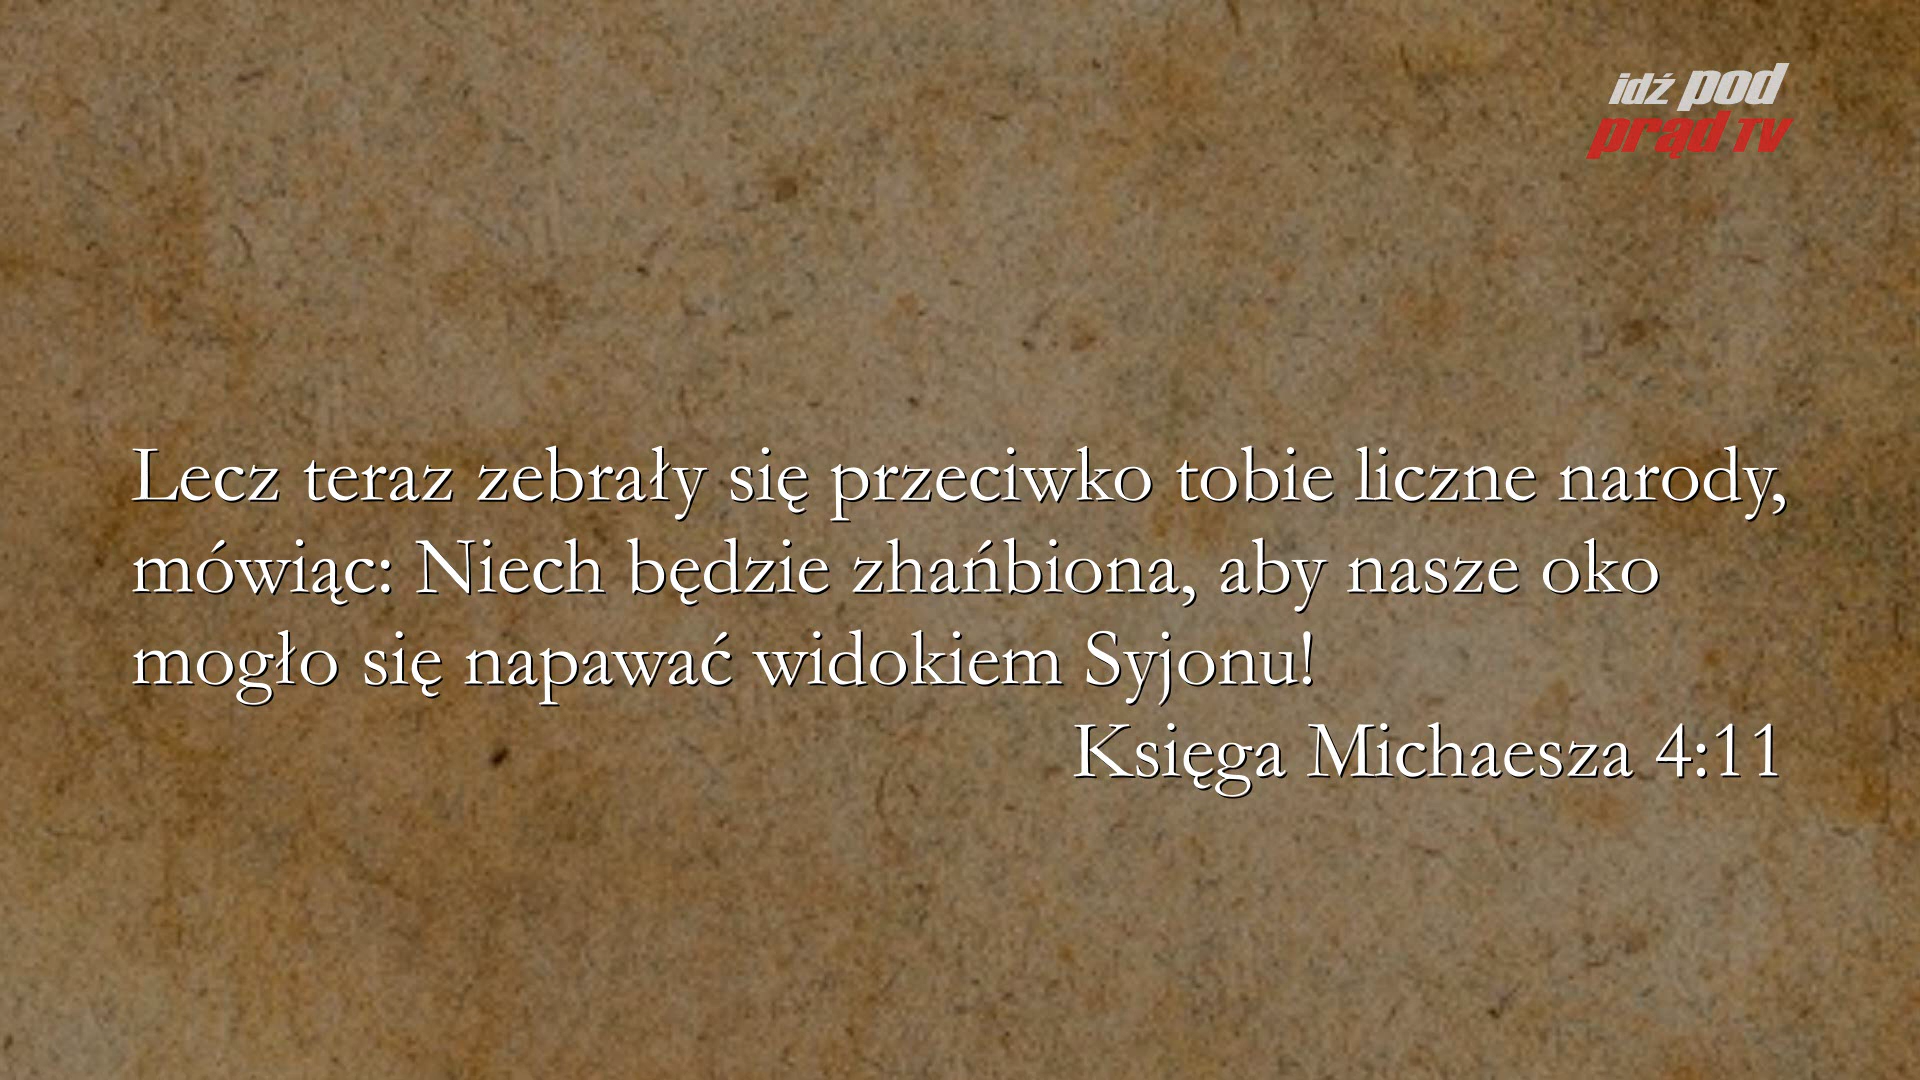 idź pod
prąd TV
Lecz teraz zebrały się przeciwko tobie liczne narody,
mówiąc: Niech będzie zhańbiona, aby nasze oko
mogło się napawać widokiem Syjonu!
Księga Michaesza 4:11